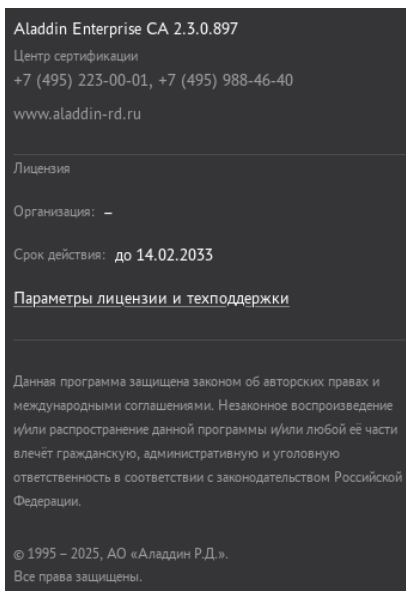 Aladdin Enterprise CA 2.3.0.897
Центр сертификации
+7 (495) 223-00-01, +7 (495) 988-46-40
www.aladdin-rd.ru
Лицензия
Организация: –
Срок действия: до 14.02.2033
Параметры лицензии и техподдержки
Данная программа защищена законом об авторских правах и
международными соглашениями. Незаконное воспроизведение
и/или распространение данной программы и/или любой её части
влечёт гражданскую, административную и уголовную
ответственность в соответствии с законодательством Российской
Федерации.
© 1995 – 2025, АО «Аладдин Р.Д.».
Все права защищены.